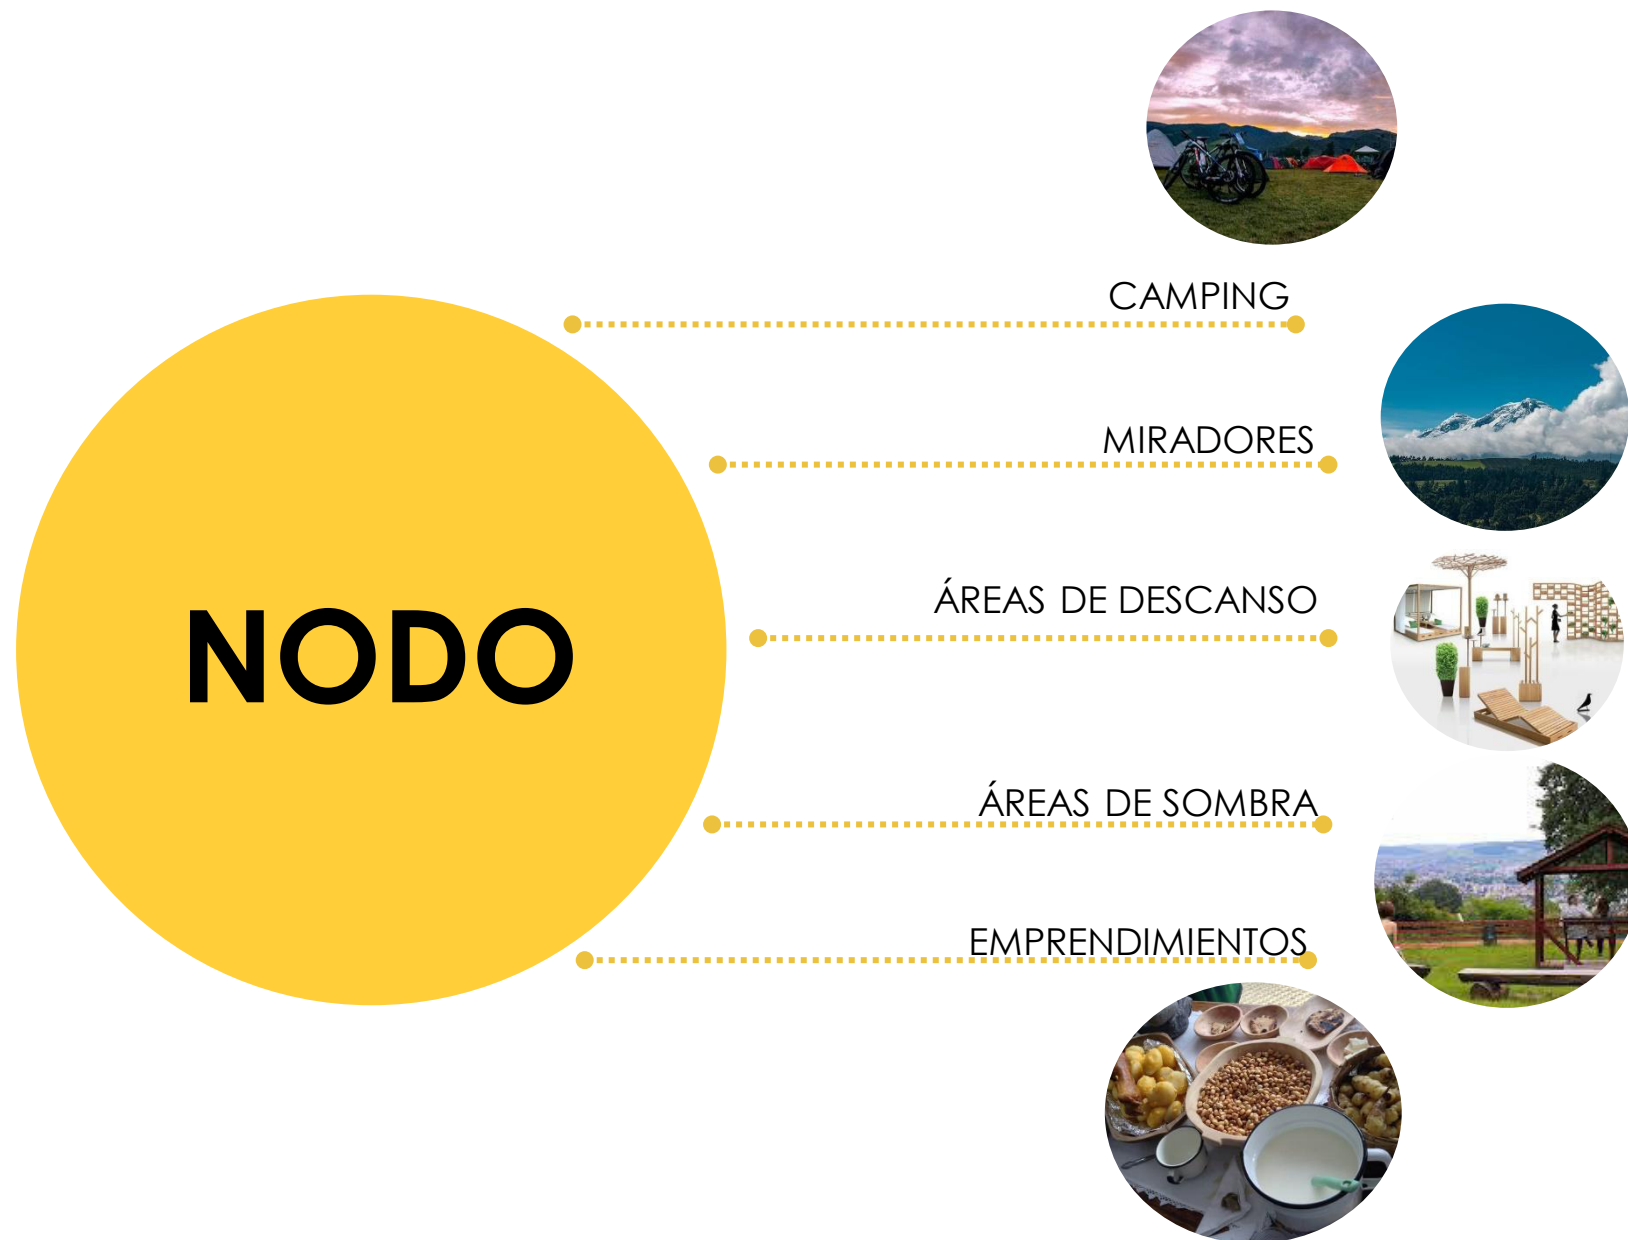 CAMPING
MIRADORES
ÁREAS DE DESCANSO
NODO
ÁREAS DE SOMBRA
EMPRENDIMIENTOS